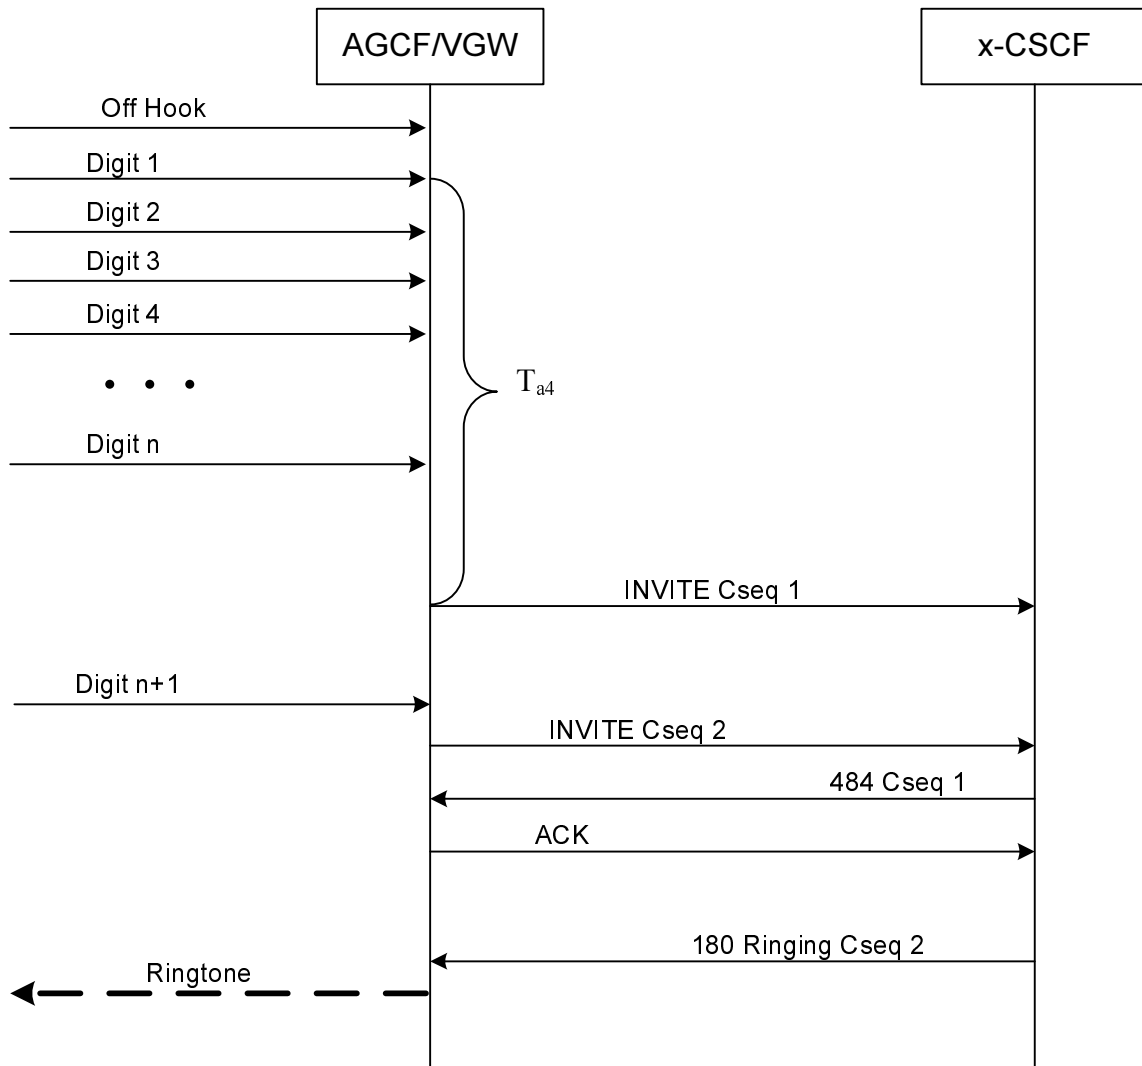 AGCF/VGW
x-CSCF
Off Hook
Digit 1
Digit 2
Digit 3
Digit 4
• • •
Ta4
Digit n
INVITE Cseq 1
Digit n+1
INVITE Cseq 2
484 Cseq 1
ACK
180 Ringing Cseq 2
Ringtone